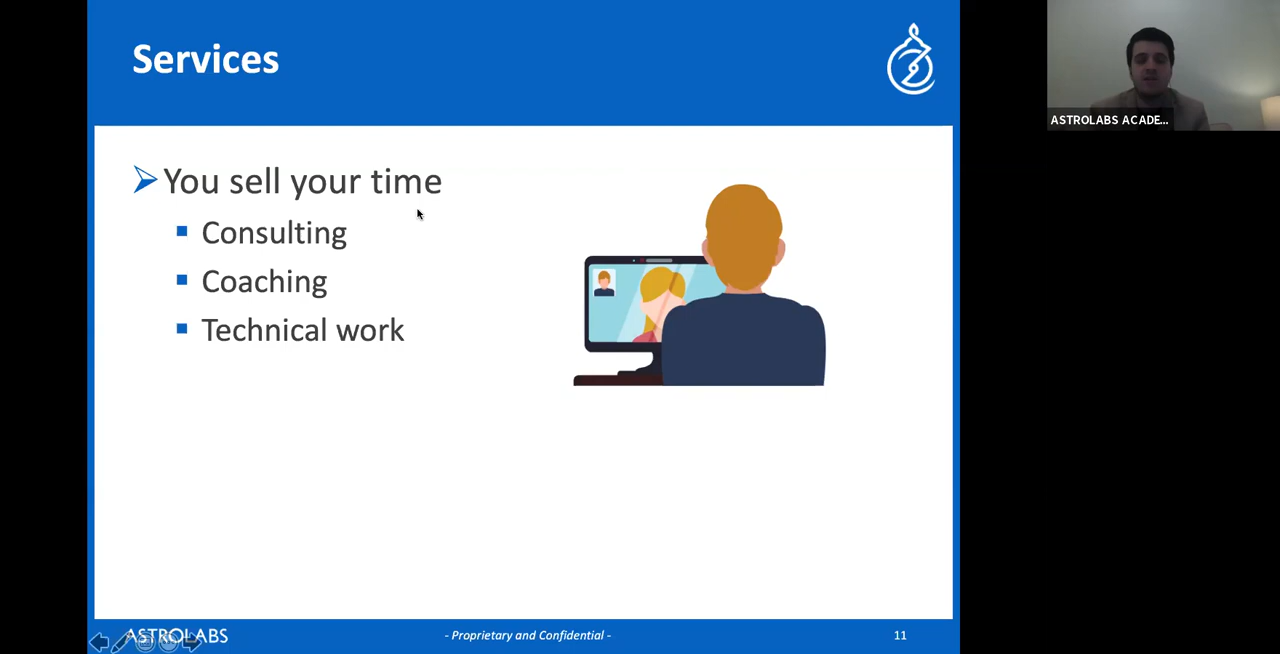 Services
You sell your time
Consulting
Coaching
Technical work
ASTROLABS ACADE...
ASTROLABS
- Proprietary and Confidential -
11